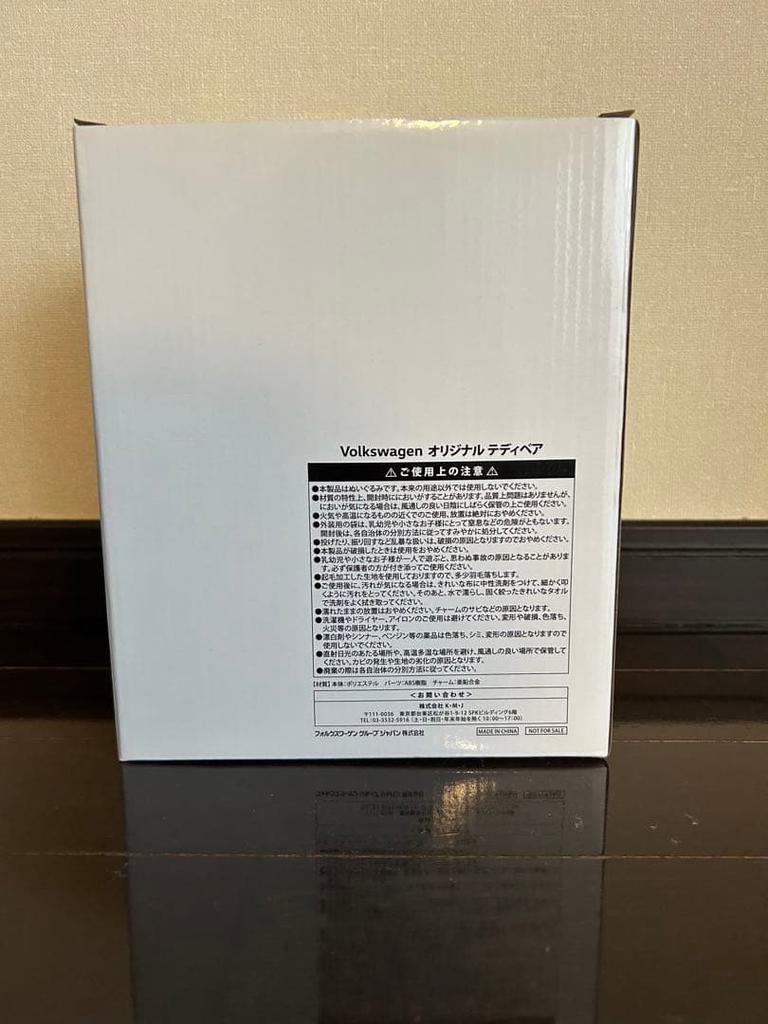 Volkswagen オリジナル テディベア
⚠ご使用上の注意⚠
●本製品はぬいぐるみです。本来の用途以外では使用しないでください。
●材質の特性上、開封時ににおいがすることがあります。品質上問題はありませんが、
においが気になる場合は、風通しの良い日陰にしばらく保管の上ご使用ください。
●火気や高温になるものの近くでのご使用、放置は絶対におやめください。
●外装用の袋は、乳幼児や小さなお子様にとって窒息などの危険がともないます。
開封後は、各自治体の分別方法に従ってすみやかに処分してください。
●投げたり、振り回すなど乱暴な扱いは、破損の原因となりますのでおやめください。
●本製品が破損したときは使用をおやめください。
●乳幼児や小さなお子様が一人で遊ぶと、思わぬ事故の原因となることがありま
す。必ず保護者の方が付き添ってご使用ください。
●起毛加工した生地を使用しておりますので、多少羽毛落ちします。
●ご使用後に、汚れが気になる場合は、きれいな布に中性洗剤をつけて、細かく叩
くように汚れをとってください。そのあと、水で濡らし、固く絞ったきれいなタオル
で洗剤をよく拭き取ってください。
●濡れたままの放置はおやめください。チャームのサビなどの原因となります。
●洗濯機やドライヤー、アイロンのご使用は避けてください。変形や破損、色落ち、
火災等の原因となります。
●漂白剤やシンナー、ベンジン等の薬品は色落ち、シミ、変形の原因となりますので
使用しないでください。
●直射日光のあたる場所や、高温多湿な場所を避け、風通しの良い場所で保管して
ください。カビの発生や生地の劣化の原因となります。
●廃棄の際は各自治体の分別方法に従ってください。
【材質】本体:ポリエステル パーツ:ABS樹脂 チャーム:亜鉛合金
<お問い合わせ>
株式会社 K・M・J
〒111-0036 東京都台東区松が谷1-9-12 SPKビルディング6階
TEL:03-3532-5916（土・日・祝日・年末年始を除く10:00〜17:00）
フォルクスワーゲン グループ ジャパン 株式会社
MADE IN CHINA
NOT FOR SALE